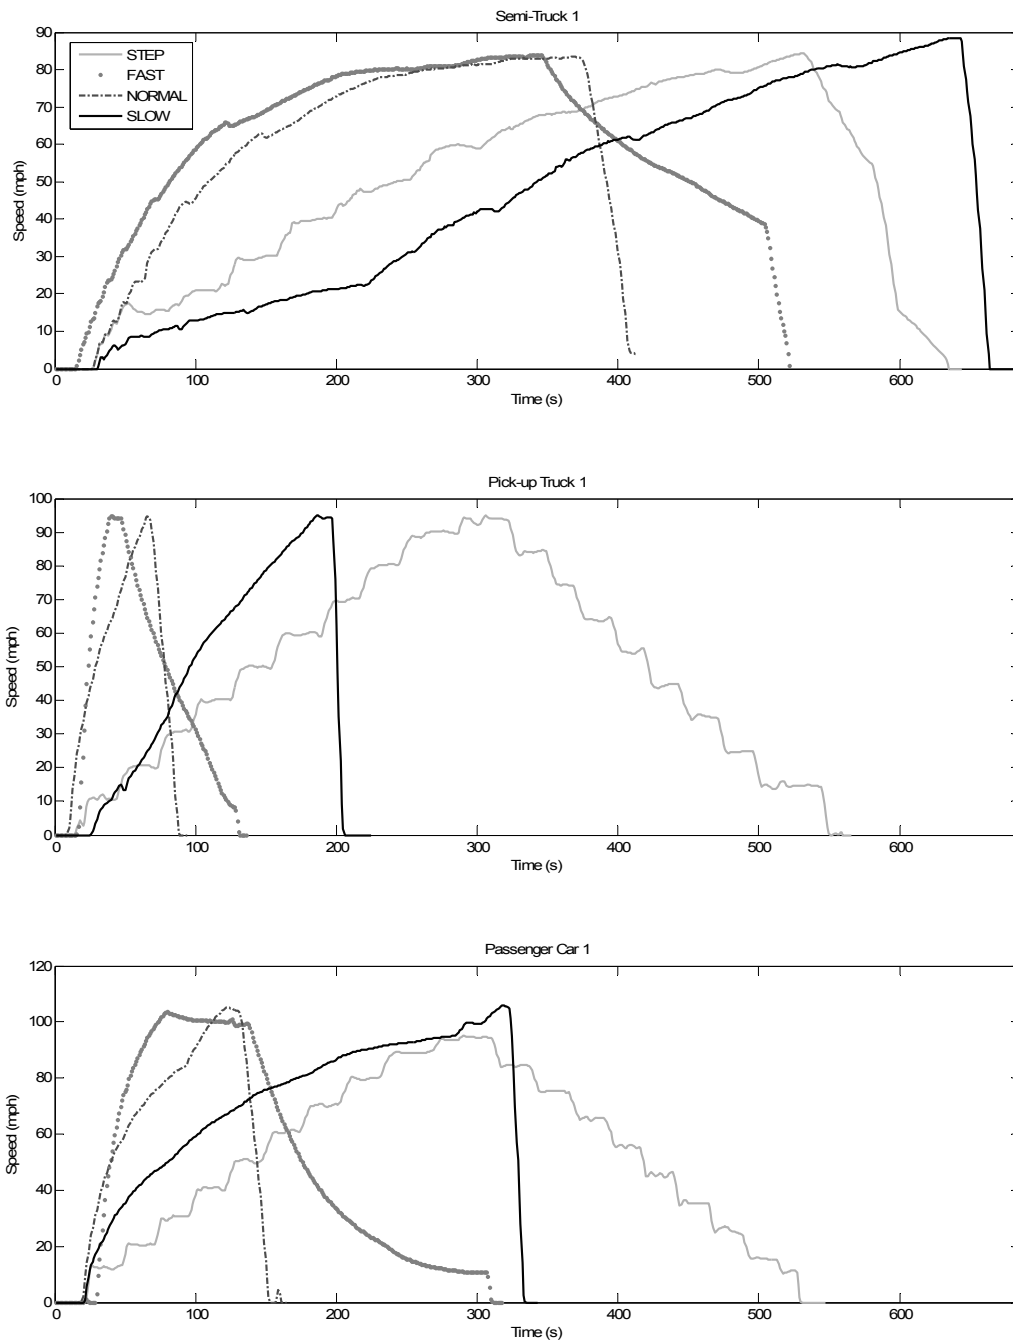 Semi-Truck 1
90
80
70
60
50
40
30
20
10
0
Speed (mph)
STEP
FAST
NORMAL
SLOW
0 100 200 300 400 500 600
Time (s)
Pick-up Truck 1
100
90
80
70
60
50
40
30
20
10
0
Speed (mph)
0 100 200 300 400 500 600
Time (s)
Passenger Car 1
120
100
80
60
40
20
0
Speed (mph)
0 100 200 300 400 500 600
Time (s)